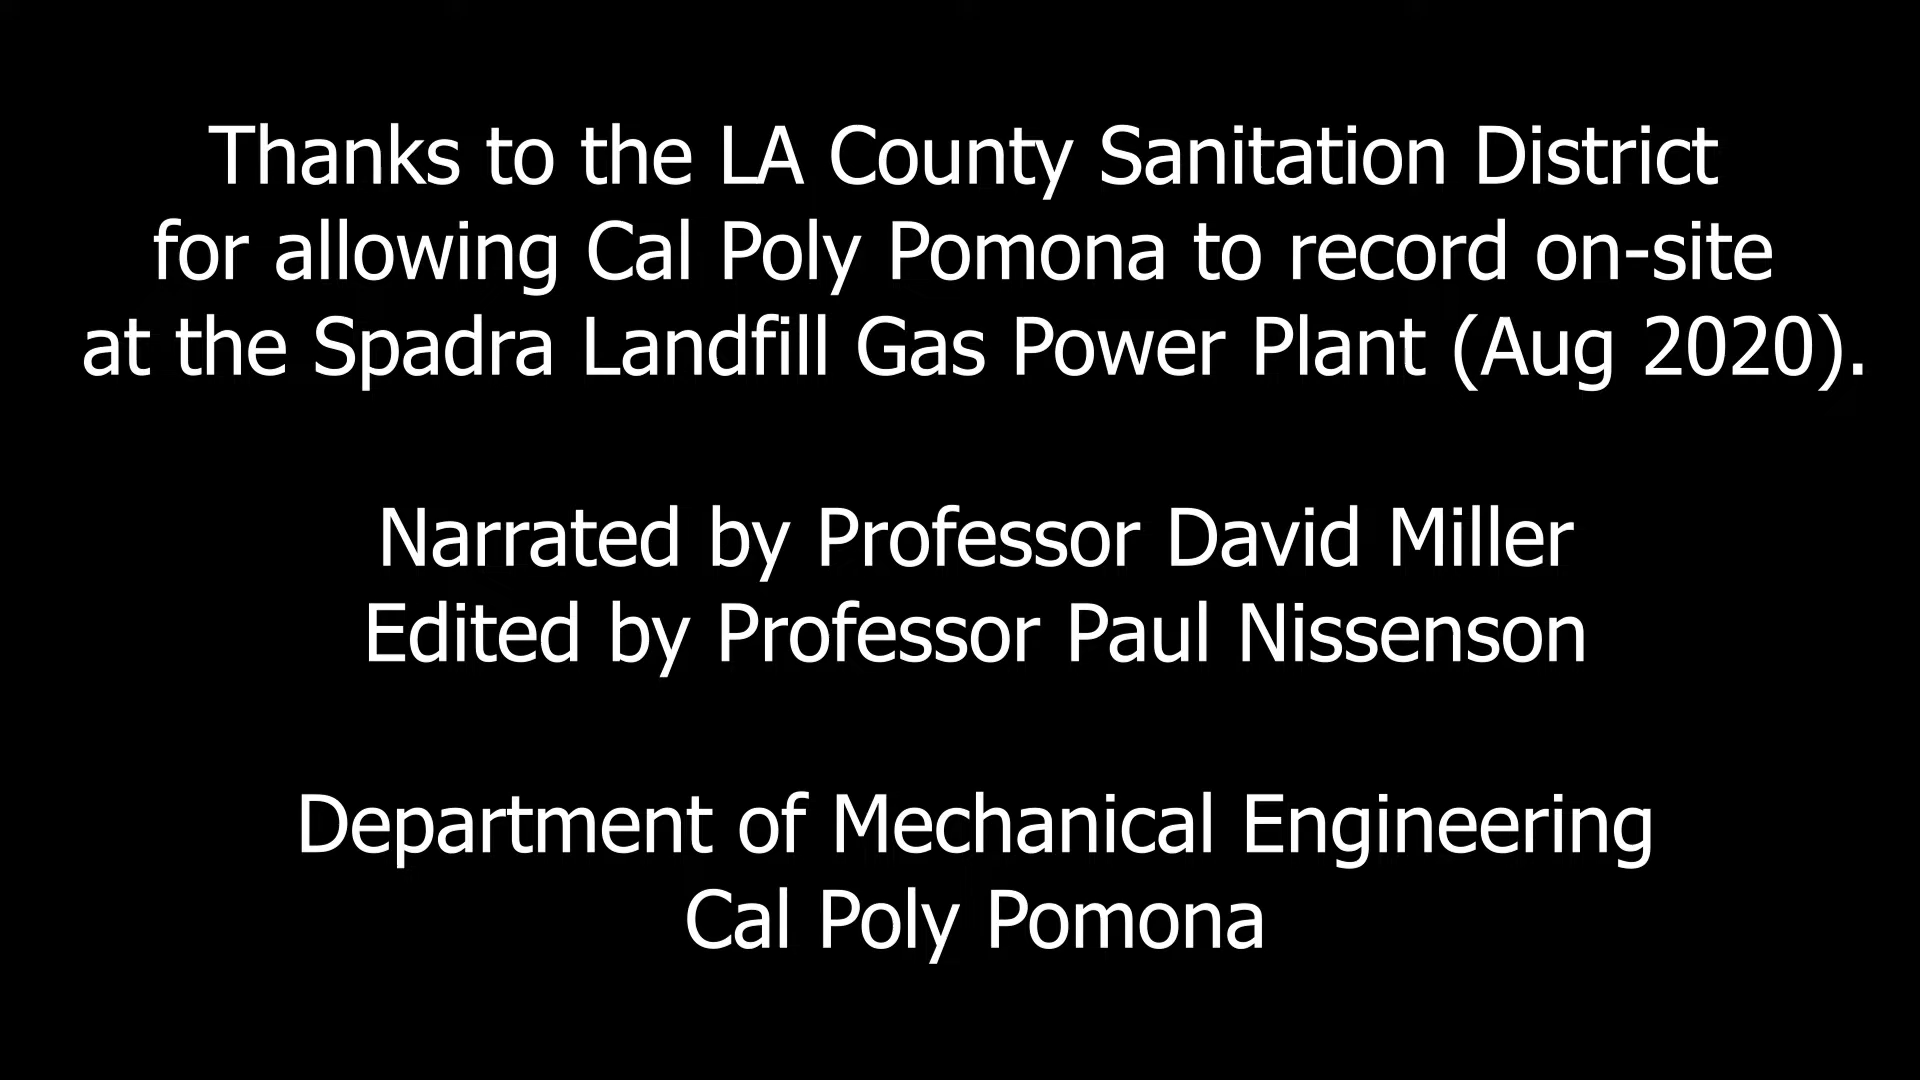 Thanks to the LA County Sanitation District
for allowing Cal Poly Pomona to record on-site
at the Spadra Landfill Gas Power Plant (Aug 2020).
Narrated by Professor David Miller
Edited by Professor Paul Nissenson
Department of Mechanical Engineering
Cal Poly Pomona